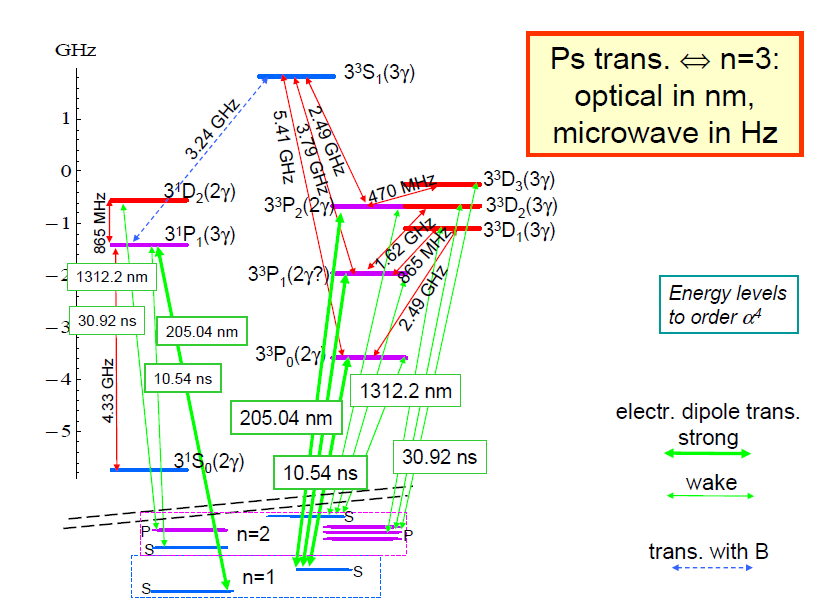 GHz
Ps trans. ⇔ n=3:
optical in nm,
microwave in Hz
3³S₁(3γ)
1
0
−1
−2
−3
−4
−5
3.24 GHz
5.41 GHz
3.79 GHz
2.49 GHz
470 MHz
3³D₃(3γ)
3¹D₂(2γ)
3³P₂(2γ)
3³D₂(3γ)
865 MHz
3¹P₁(3γ)
3³D₁(3γ)
1.62 GHz
865 MHz
2.49 GHz
3³P₁(2γ?)
1312.2 nm
30.92 ns
205.04 nm
Energy levels
to order α⁴
3³P₀(2γ)
10.54 ns
4.33 GHz
1312.2 nm
205.04 nm
electr. dipole trans.
strong
3¹S₀(2γ)
10.54 ns
30.92 ns
wake
S
P
n=2
P
S
trans. with B
n=1
S
S